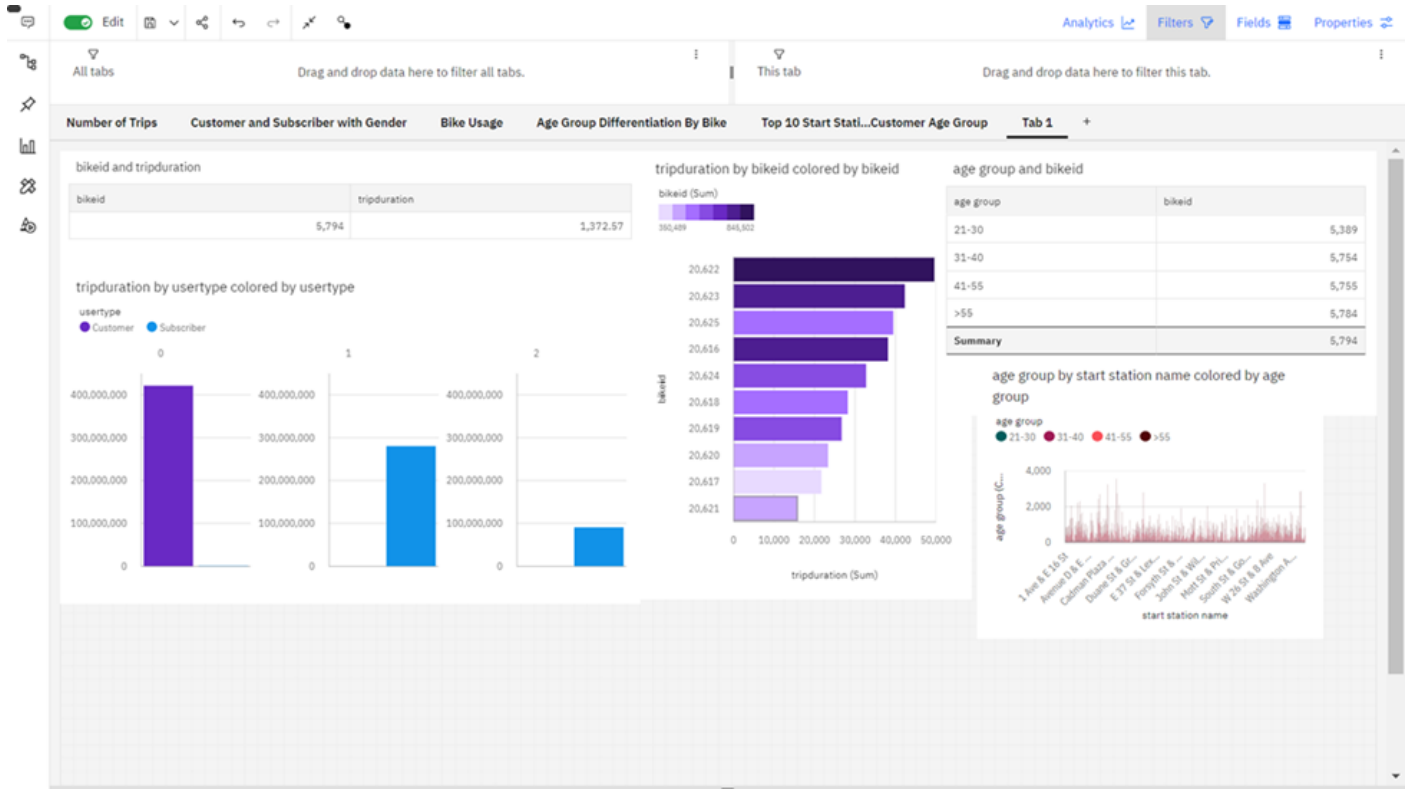 Edit
Analytics
Filters
Fields
Properties
All tabs
Drag and drop data here to filter all tabs.
This tab
Drag and drop data here to filter this tab.
Number of Trips
Customer and Subscriber with Gender
Bike Usage
Age Group Differentiation By Bike
Top 10 Start Stati...Customer Age Group
Tab 1
+
bikeid and tripduration
bikeid tripduration
5,794 1,372.57
tripduration by usertype colored by usertype
usertype
Customer Subscriber
0 1 2
400,000,000 400,000,000 400,000,000
300,000,000 300,000,000 300,000,000
200,000,000 200,000,000 200,000,000
100,000,000 100,000,000 100,000,000
0 0 0
tripduration by bikeid colored by bikeid
bikeid (Sum)
350,489 845,502
bikeid
20,622
20,623
20,625
20,616
20,624
20,618
20,619
20,620
20,617
20,621
0 10,000 20,000 30,000 40,000 50,000
tripduration (Sum)
age group and bikeid
age group bikeid
21-30 5,389
31-40 5,754
41-55 5,755
>55 5,784
Summary 5,794
age group by start station name colored by age
group
age group
21-30 31-40 41-55 >55
age group (C...
4,000
2,000
0
1 Ave & E 16 St
Avenue D & E ...
Cadman Plaza ...
Duane St & Gr...
E 37 St & Lex...
Forsyth St & ...
John St & Wil...
Mott St & Pri...
South St & Go...
W 26 St & 8 Ave
Washington A...
start station name